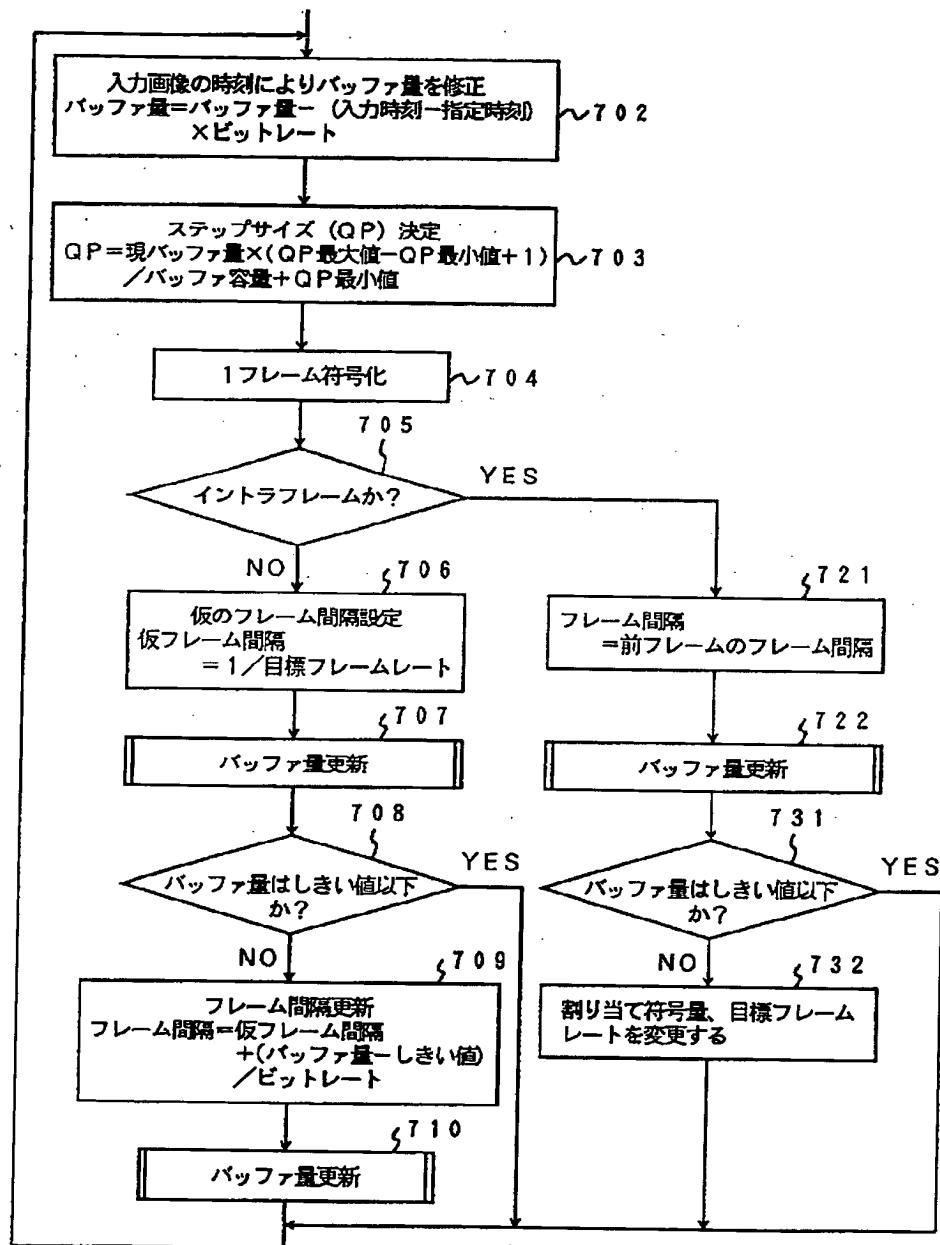 入力画像の時刻によりバッファ量を修正
バッファ量=バッファ量−(入力時刻−指定時刻)
×ビットレート
702
ステップサイズ(QP)決定
QP=現バッファ量×(QP最大値−QP最小値+1)
/バッファ容量+QP最小値
703
1フレーム符号化
704
705
イントラフレームか?
YES
NO
706
仮のフレーム間隔設定
仮フレーム間隔
=1/目標フレームレート
721
フレーム間隔
=前フレームのフレーム間隔
707
バッファ量更新
722
バッファ量更新
708
バッファ量はしきい値以下
か?
YES
NO
731
バッファ量はしきい値以下
か?
YES
NO
709
フレーム間隔更新
フレーム間隔=仮フレーム間隔
+(バッファ量−しきい値)
/ビットレート
732
割り当て符号量、目標フレーム
レートを変更する
710
バッファ量更新